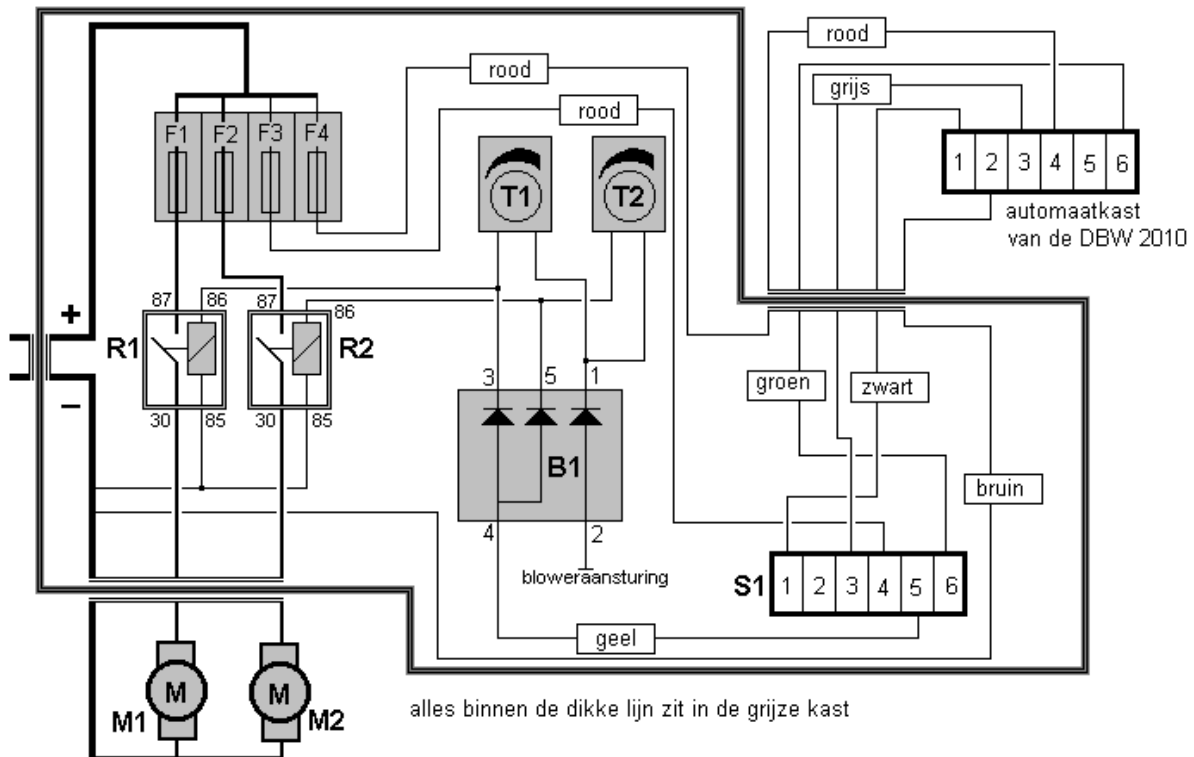 rood
rood
grijs
rood
F1 F2 F3 F4
T1 T2
1 2 3 4 5 6
automaatkast
van de DBW 2010
87 86 87 86
+
R1 R2
−
30 85 30 85
3 5 1
B1
4 2
bloweraansturing
groen zwart
bruin
S1 1 2 3 4 5 6
geel
M M
M1 M2
alles binnen de dikke lijn zit in de grijze kast